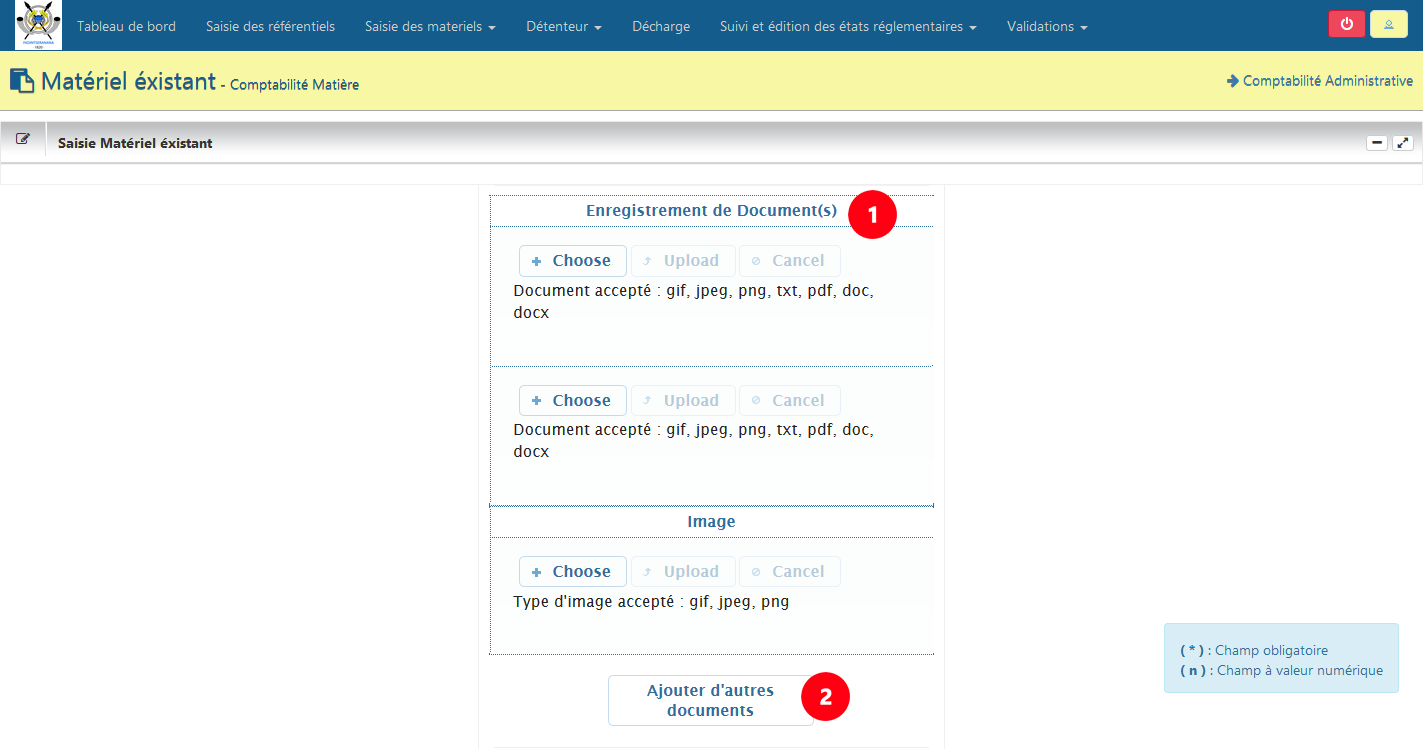 Tableau de bord
Saisie des référentiels
Saisie des materiels
Détenteur
Décharge
Suivi et édition des états réglementaires
Validations
Matériel éxistant - Comptabilité Matière
Comptabilité Administrative
Saisie Matériel éxistant
Enregistrement de Document(s)
1
Choose Upload Cancel
Document accepté : gif, jpeg, png, txt, pdf, doc,
docx
Choose Upload Cancel
Document accepté : gif, jpeg, png, txt, pdf, doc,
docx
Image
Choose Upload Cancel
Type d'image accepté : gif, jpeg, png
( * ) : Champ obligatoire
( n ) : Champ à valeur numérique
Ajouter d'autres
documents
2